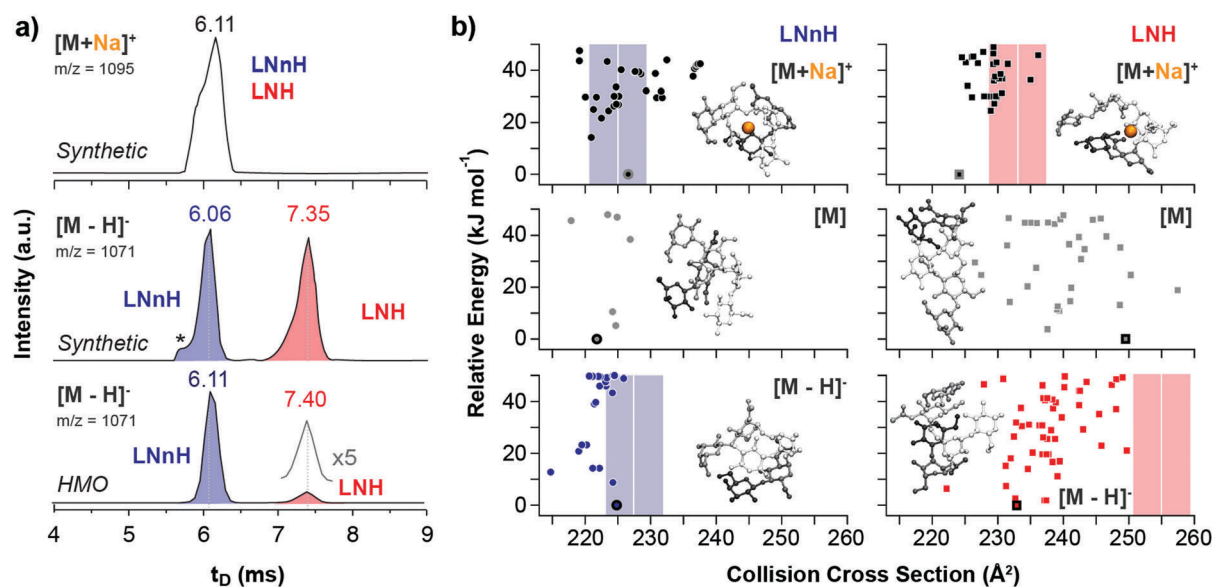 a)
[M+Na]⁺
m/z = 1095
6.11
LNnH
LNH
Synthetic
[M - H]⁻
m/z = 1071
6.06
7.35
LNnH
LNH
*
Synthetic
[M - H]⁻
m/z = 1071
6.11
7.40
LNnH
x5
LNH
HMO
Intensity (a.u.)
4 5 6 7 8 9
t_D (ms)
b)
LNnH
[M+Na]⁺
LNH
[M+Na]⁺
40
20
0
[M]
[M]
40
20
0
[M - H]⁻
[M - H]⁻
40
20
0
Relative Energy (kJ mol⁻¹)
220 230 240 250 260
220 230 240 250 260
Collision Cross Section (Å²)